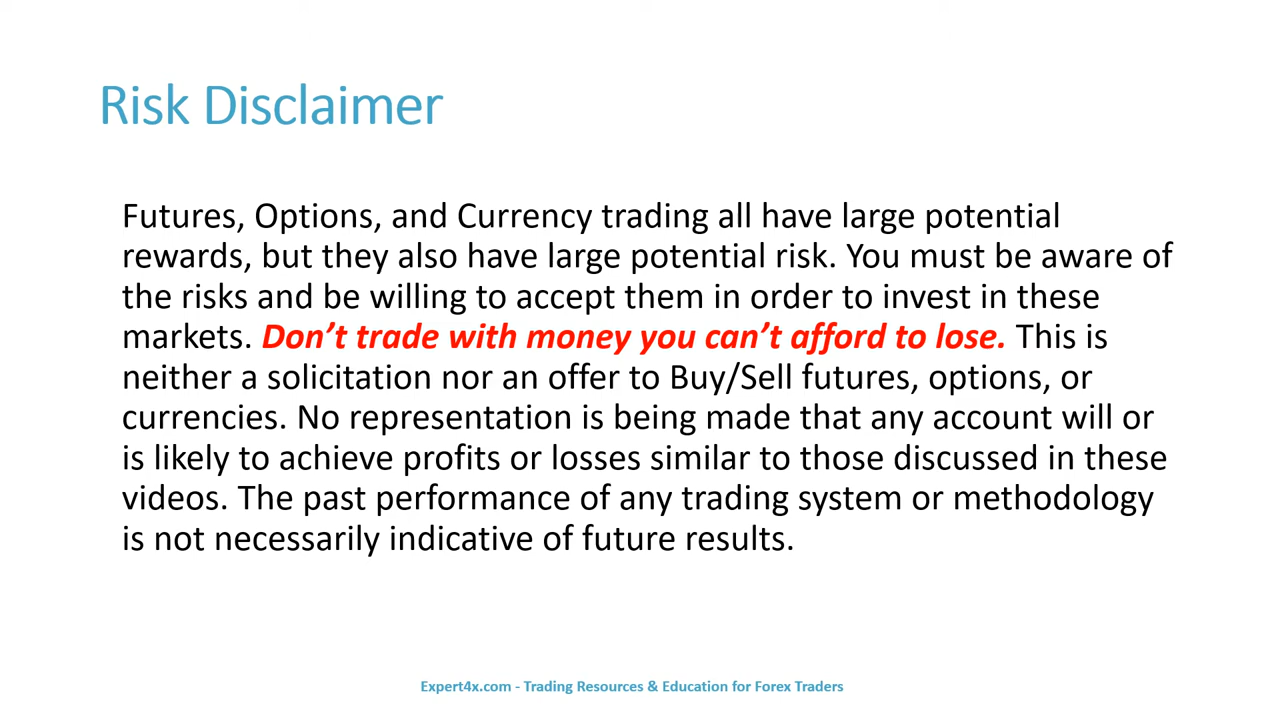 Risk Disclaimer
Futures, Options, and Currency trading all have large potential
rewards, but they also have large potential risk. You must be aware of
the risks and be willing to accept them in order to invest in these
markets. Don’t trade with money you can’t afford to lose. This is
neither a solicitation nor an offer to Buy/Sell futures, options, or
currencies. No representation is being made that any account will or
is likely to achieve profits or losses similar to those discussed in these
videos. The past performance of any trading system or methodology
is not necessarily indicative of future results.
Expert4x.com - Trading Resources & Education for Forex Traders